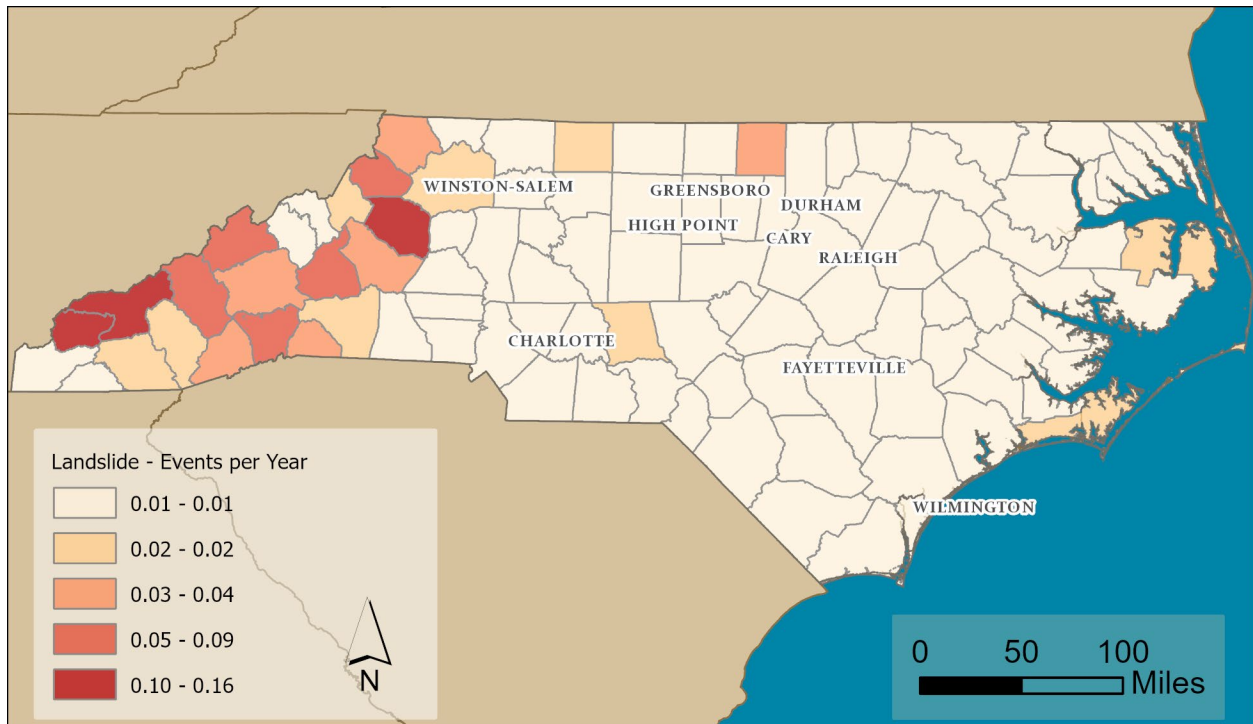 WINSTON-SALEM
GREENSBORO
DURHAM
HIGH POINT
CARY
RALEIGH
CHARLOTTE
FAYETTEVILLE
WILMINGTON
Landslide - Events per Year
0.01 - 0.01
0.02 - 0.02
0.03 - 0.04
0.05 - 0.09
0.10 - 0.16
N
0 50 100
Miles